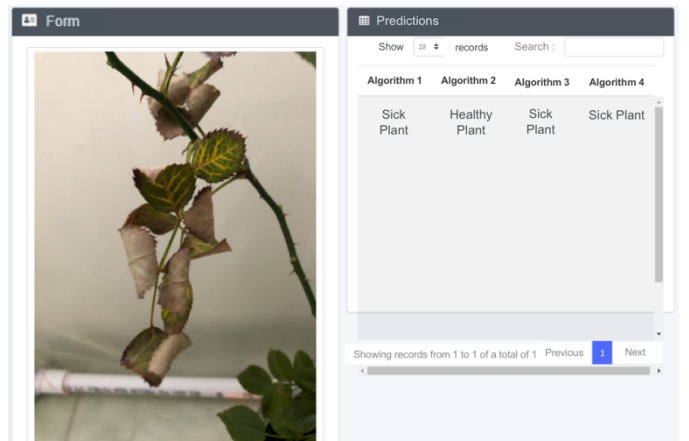 Form
Predictions
Show 10 records Search :
Algorithm 1 Algorithm 2 Algorithm 3 Algorithm 4
Sick Healthy Sick Sick Plant
Plant Plant Plant
Showing records from 1 to 1 of a total of 1 Previous 1 Next